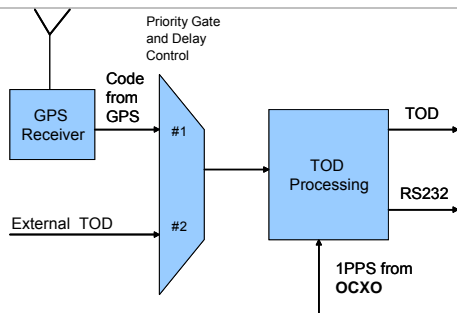 Priority Gate
and Delay
Control
Code
from
GPS
GPS
Receiver
#1
TOD
TOD
Processing
RS232
#2
External TOD
1PPS from
OCXO